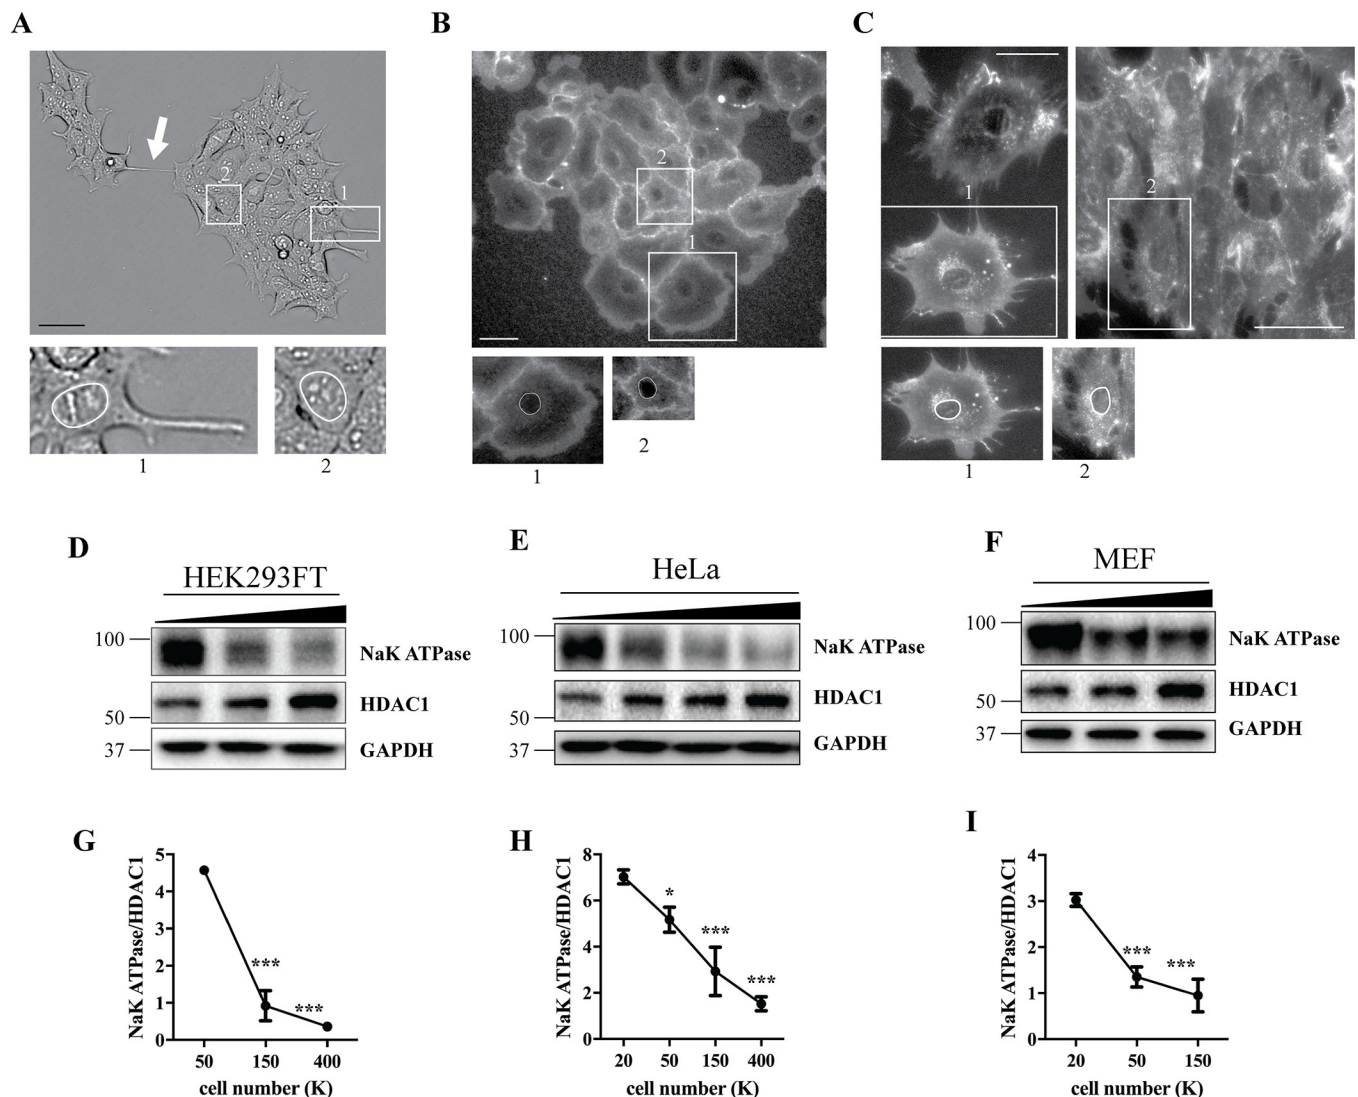 A
B
C
2
1
1
2
2
1
1
2
1
2
1
2
1
2
D
HEK293FT
100
NaK ATPase
HDAC1
50
37
GAPDH
E
HeLa
100
NaK ATPase
HDAC1
50
37
GAPDH
F
MEF
100
NaK ATPase
HDAC1
50
37
GAPDH
G
NaK ATPase/HDAC1
5
4
3
2
1
0
***
***
50 150 400
cell number (K)
H
NaK ATPase/HDAC1
8
6
4
2
0
*
***
***
20 50 150 400
cell number (K)
I
NaK ATPase/HDAC1
4
3
2
1
0
***
***
20 50 150
cell number (K)